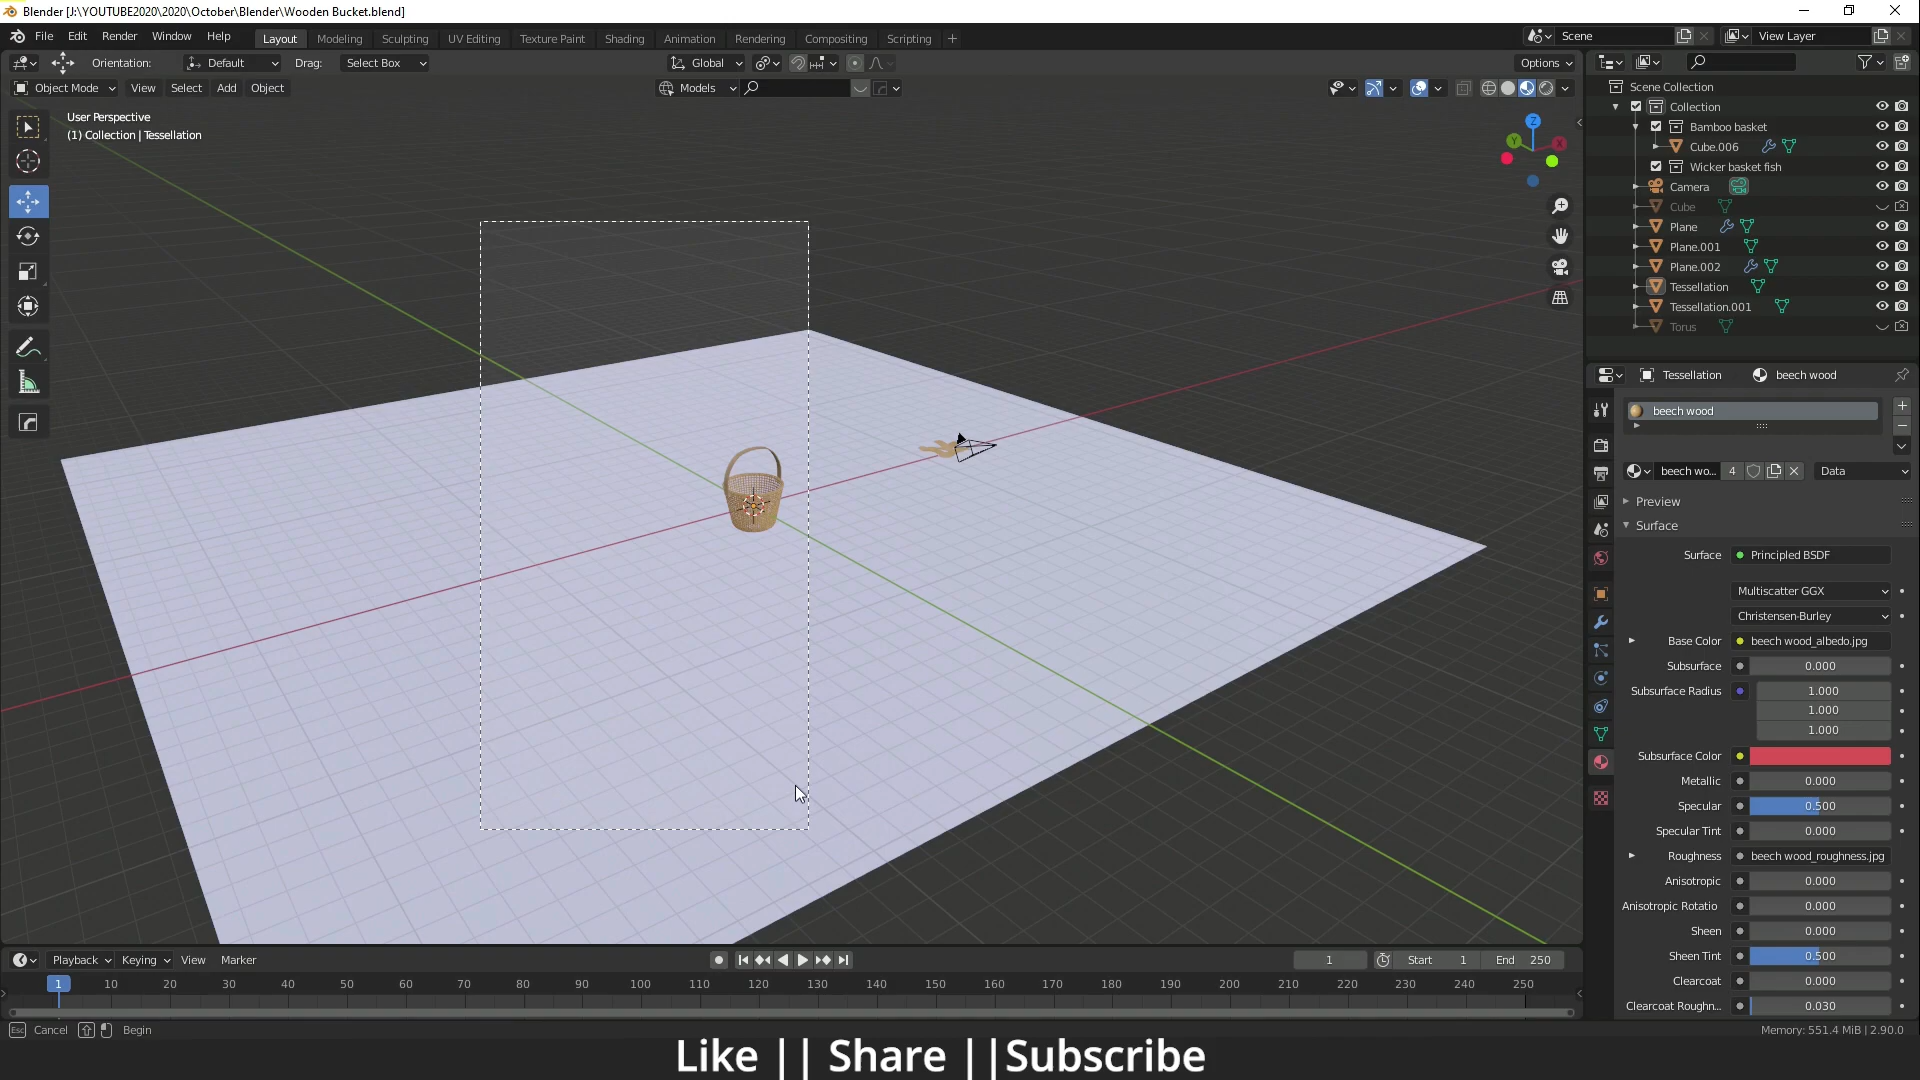 Blender [J:\YOUTUBE2020\2020\October\Blender\Wooden Bucket.blend]
File Edit Render Window Help Layout Modeling Sculpting UV Editing Texture Paint Shading Animation Rendering Compositing Scripting + Scene View Layer
Orientation: Default Drag: Select Box Global Options
Object Mode View Select Add Object Models
User Perspective
(1) Collection | Tessellation
Z
Y
X
Scene Collection
Collection
Bamboo basket
Cube.006
Wicker basket fish
Camera
Cube
Plane
Plane.001
Plane.002
Tessellation
Tessellation.001
Torus
Tessellation beech wood
beech wood
beech wo... 4 Data
Preview
Surface
Surface Principled BSDF
Multiscatter GGX
Christensen-Burley
Base Color beech wood_albedo.jpg
Subsurface 0.000
Subsurface Radius 1.000
1.000
1.000
Subsurface Color
Metallic 0.000
Specular 0.500
Specular Tint 0.000
Roughness beech wood_roughness.jpg
Anisotropic 0.000
Anisotropic Rotatio 0.000
Sheen 0.000
Sheen Tint 0.500
Clearcoat 0.000
Clearcoat Roughn... 0.030
Playback Keying View Marker 1 Start 1 End 250
1 10 20 30 40 50 60 70 80 90 100 110 120 130 140 150 160 170 180 190 200 210 220 230 240 250
Esc Cancel Begin Memory: 551.4 MiB | 2.90.0
Like || Share ||Subscribe